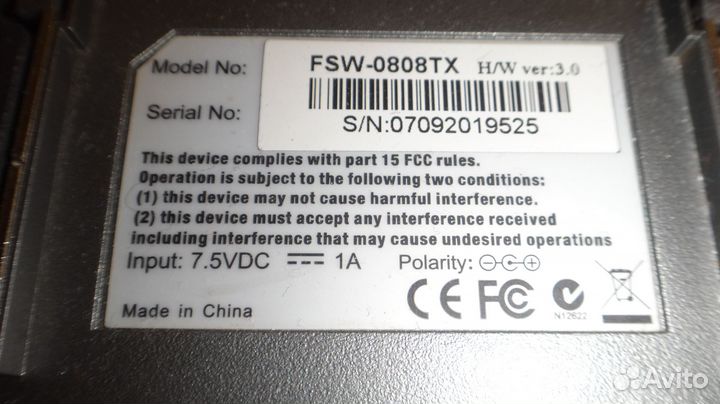 Model No: FSW-0808TX H/W ver:3.0
Serial No: S/N:07092019525
This device complies with part 15 FCC rules.
Operation is subject to the following two conditions:
(1) this device may not cause harmful interference.
(2) this device must accept any interference received
including interference that may cause undesired operations
Input: 7.5VDC 1A Polarity:
Made in China CE FC N12622
Avito